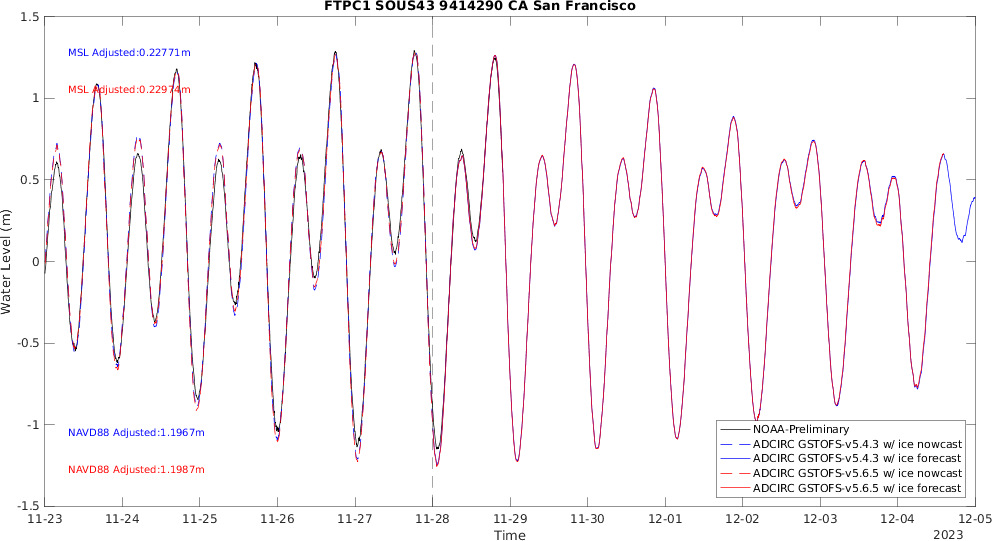 FTPC1 SOUS43 9414290 CA San Francisco
1.5
1
0.5
0
-0.5
-1
-1.5
Water Level (m)
MSL Adjusted:0.22771m
MSL Adjusted:0.22974m
NAVD88 Adjusted:1.1967m
NAVD88 Adjusted:1.1987m
NOAA-Preliminary
ADCIRC GSTOFS-v5.4.3 w/ ice nowcast
ADCIRC GSTOFS-v5.4.3 w/ ice forecast
ADCIRC GSTOFS-v5.6.5 w/ ice nowcast
ADCIRC GSTOFS-v5.6.5 w/ ice forecast
11-23 11-24 11-25 11-26 11-27 11-28 11-29 11-30 12-01 12-02 12-03 12-04 12-05
Time
2023